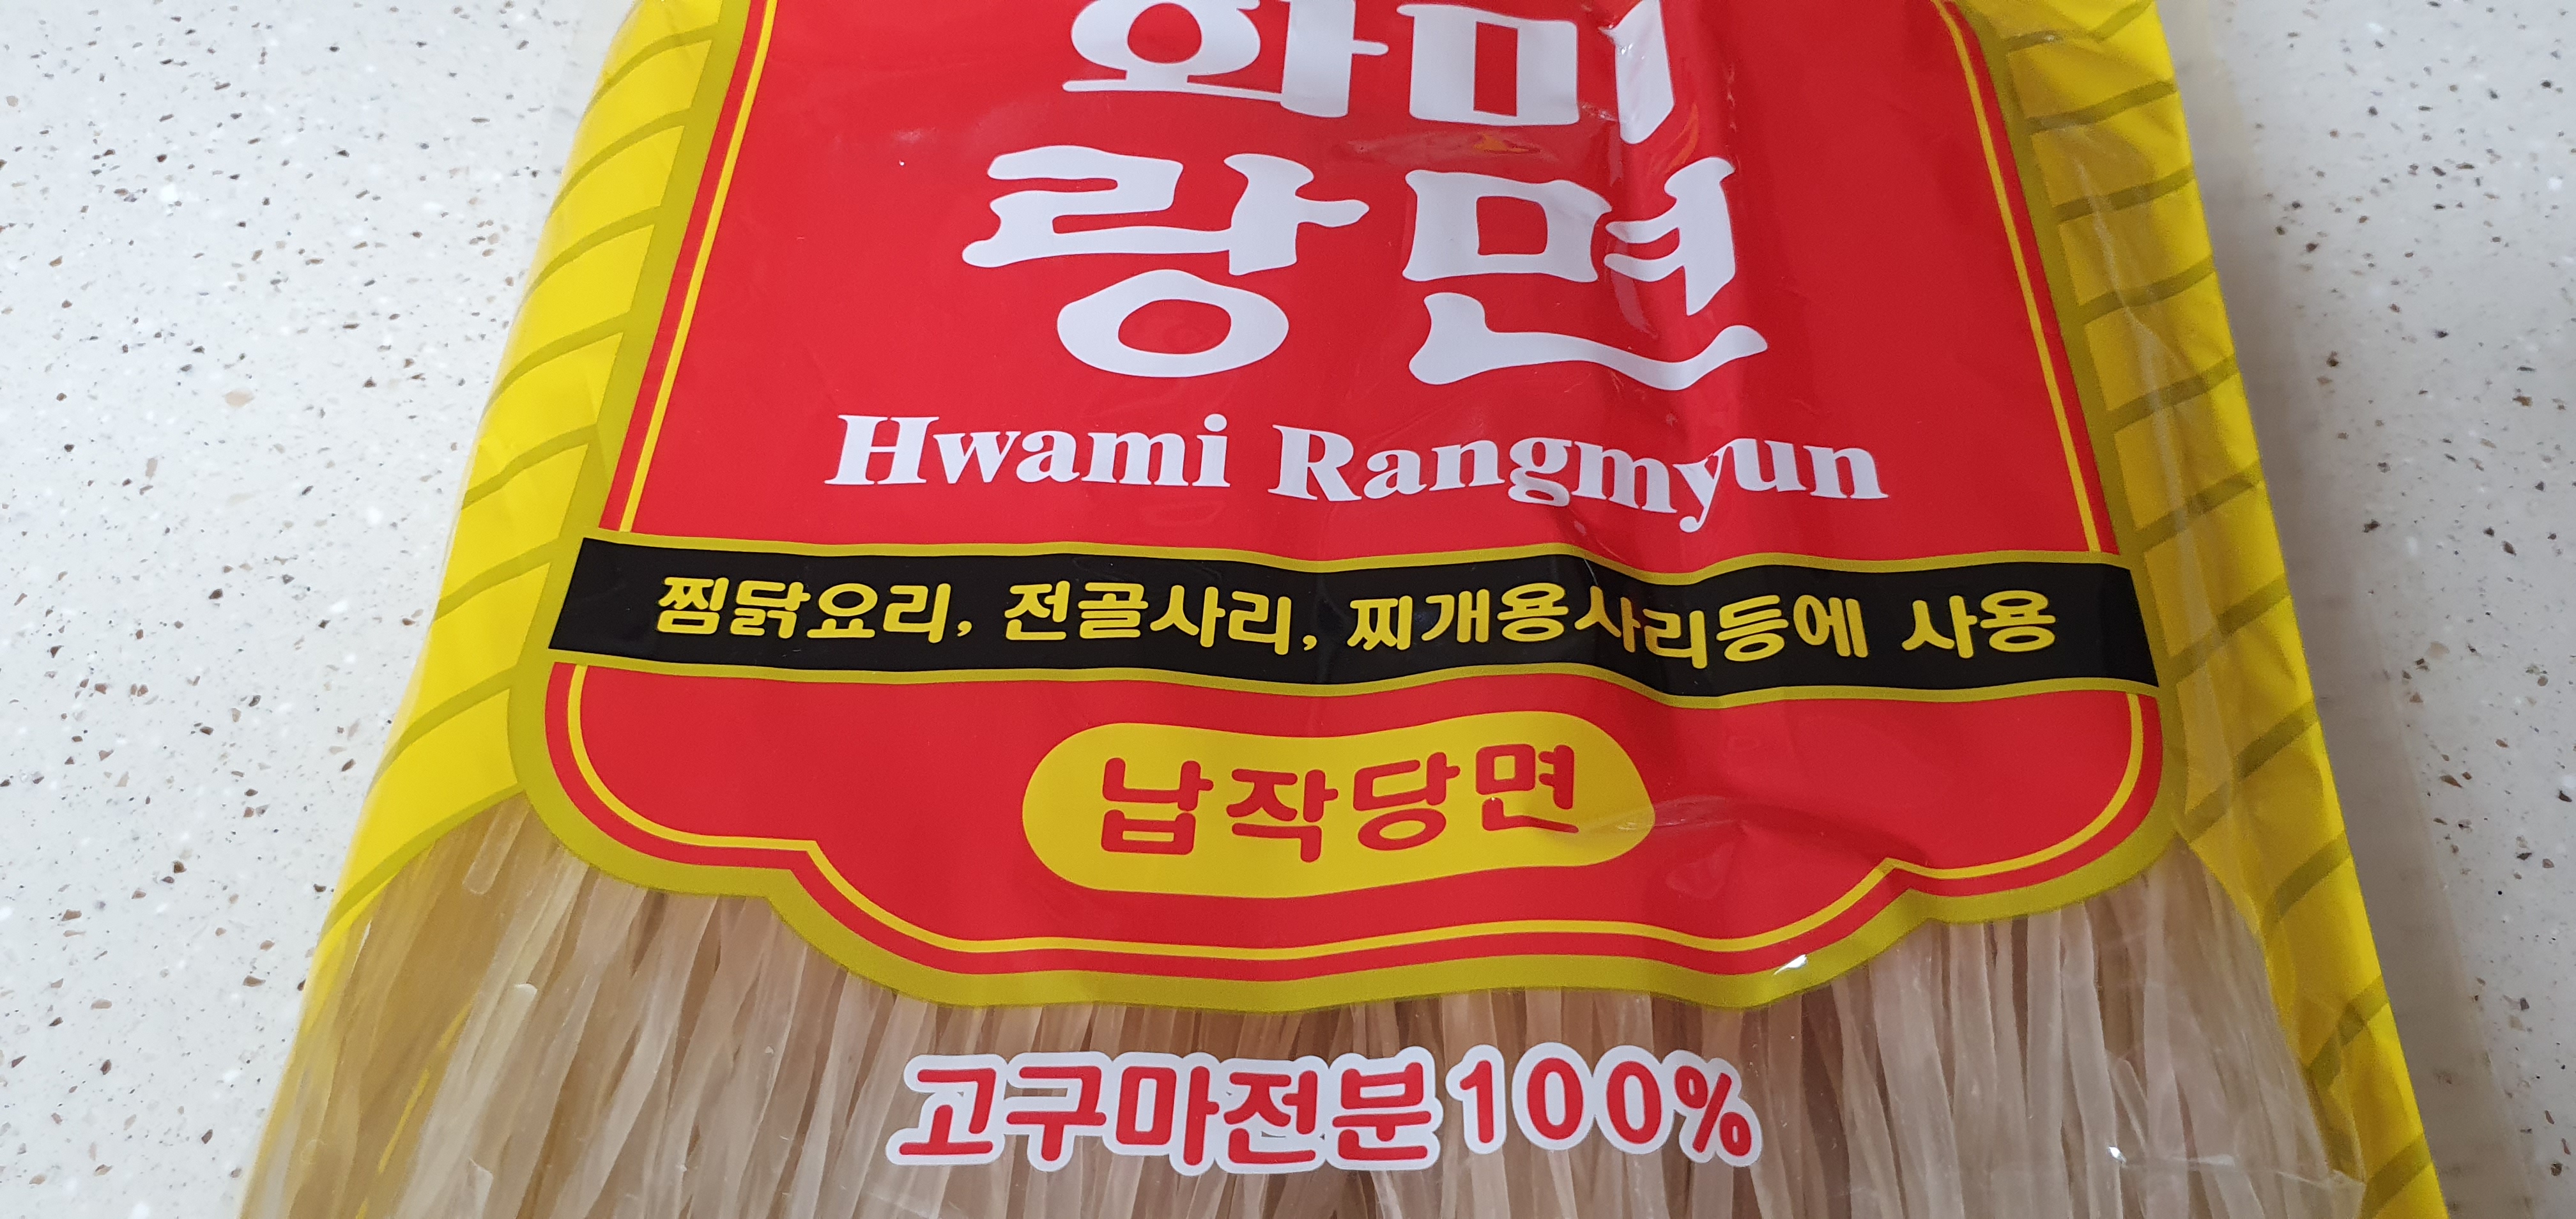 화미
랑면
Hwami Rangmyun
찜닭요리, 전골사리, 찌개용사리등에 사용
납작당면
고구마전분100%